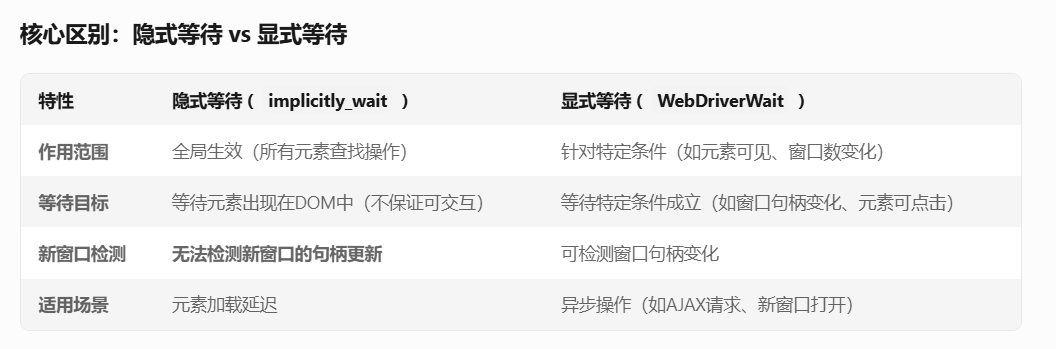 核心区别：隐式等待 vs 显式等待
特性 隐式等待（ implicitly_wait ） 显式等待（ WebDriverWait ）
作用范围 全局生效（所有元素查找操作） 针对特定条件（如元素可见、窗口数变化）
等待目标 等待元素出现在DOM中（不保证可交互） 等待特定条件成立（如窗口句柄变化、元素可点击）
新窗口检测 无法检测新窗口的句柄更新 可检测窗口句柄变化
适用场景 元素加载延迟 异步操作（如AJAX请求、新窗口打开）